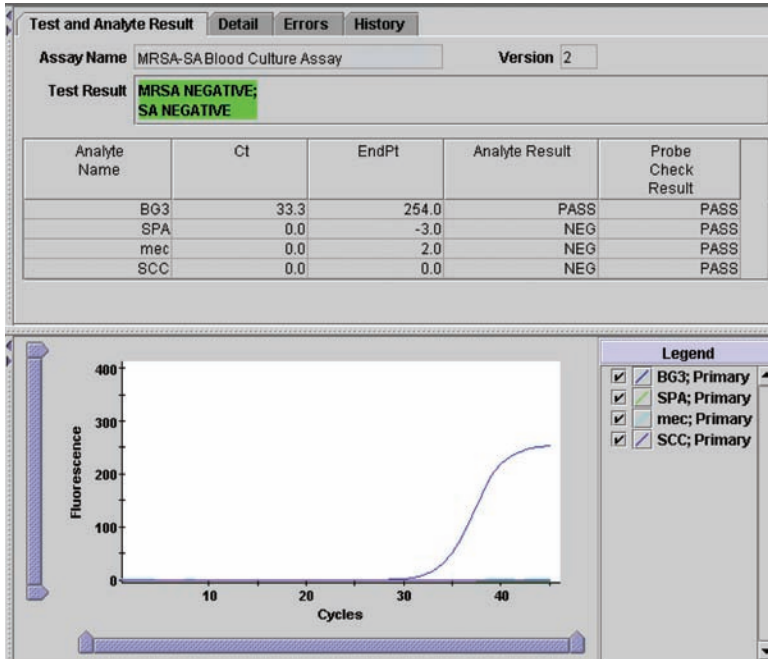 Test and Analyte Result Detail Errors History
Assay Name MRSA-SA Blood Culture Assay Version 2
Test Result MRSA NEGATIVE;
SA NEGATIVE
Analyte Name Ct EndPt Analyte Result Probe Check Result
BG3 33.3 254.0 PASS PASS
SPA 0.0 -3.0 NEG PASS
mec 0.0 2.0 NEG PASS
SCC 0.0 0.0 NEG PASS
Legend
BG3; Primary
SPA; Primary
mec; Primary
SCC; Primary
Fluorescence
400
300
200
100
0
10 20 30 40
Cycles